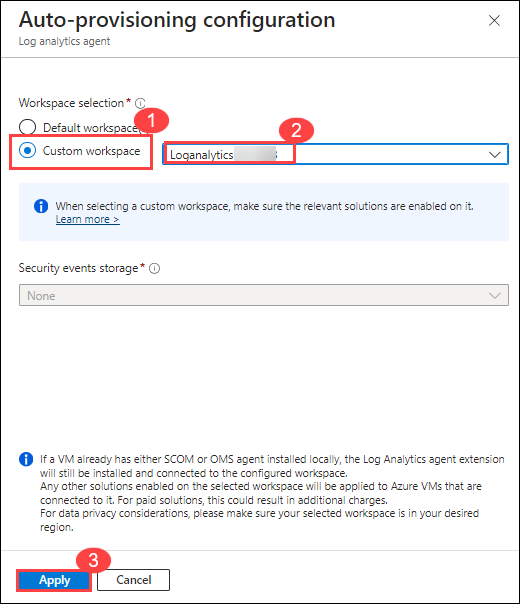 Auto-provisioning configuration
Log analytics agent
Workspace selection*
Default workspace
1
2
Custom workspace
Loganalytics
When selecting a custom workspace, make sure the relevant solutions are enabled on it.
Learn more >
Security events storage*
None
If a VM already has either SCOM or OMS agent installed locally, the Log Analytics agent extension
will still be installed and connected to the configured workspace.
Any other solutions enabled on the selected workspace will be applied to Azure VMs that are
connected to it. For paid solutions, this could result in additional charges.
For data privacy considerations, please make sure your selected workspace is in your desired
region.
3
Apply
Cancel